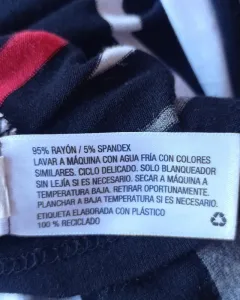 95% RAYÓN / 5% SPANDEX
LAVAR A MÁQUINA CON AGUA FRÍA CON COLORES
SIMILARES. CICLO DELICADO. SOLO BLANQUEADOR
SIN LEJÍA SI ES NECESARIO. SECAR A MÁQUINA A
TEMPERATURA BAJA. RETIRAR OPORTUNAMENTE.
PLANCHAR A BAJA TEMPERATURA SI ES NECESARIO.
ETIQUETA ELABORADA CON PLÁSTICO
100 % RECICLADO